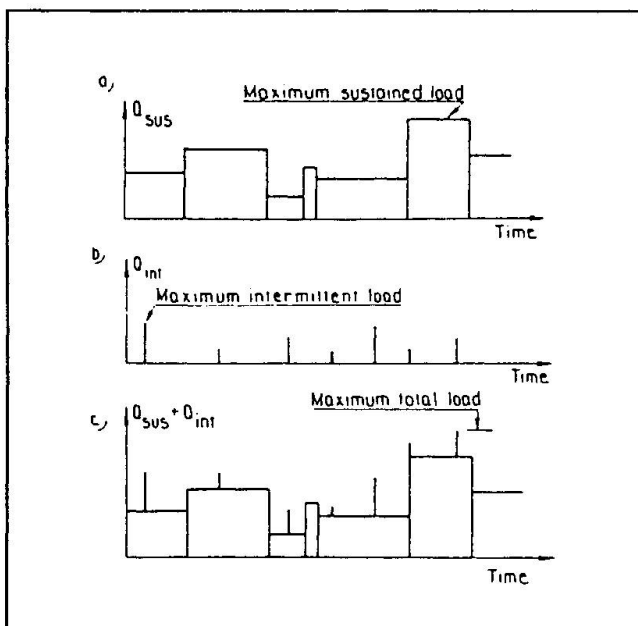 a)
Maximum sustained load
Q_sus
Time
b)
Q_int
Maximum intermittent load
Time
c)
Q_sus + Q_int
Maximum total load
Time